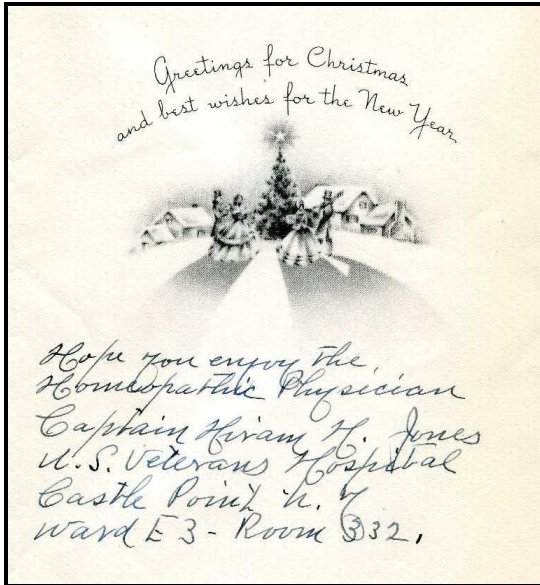 Greetings for Christmas
and best wishes for the New Year
Hope you enjoy the
Homeopathic Physician
Captain Hiram H. Jones
U.S. Veterans Hospital
Castle Point N.Y
Ward E3 - Room 332.